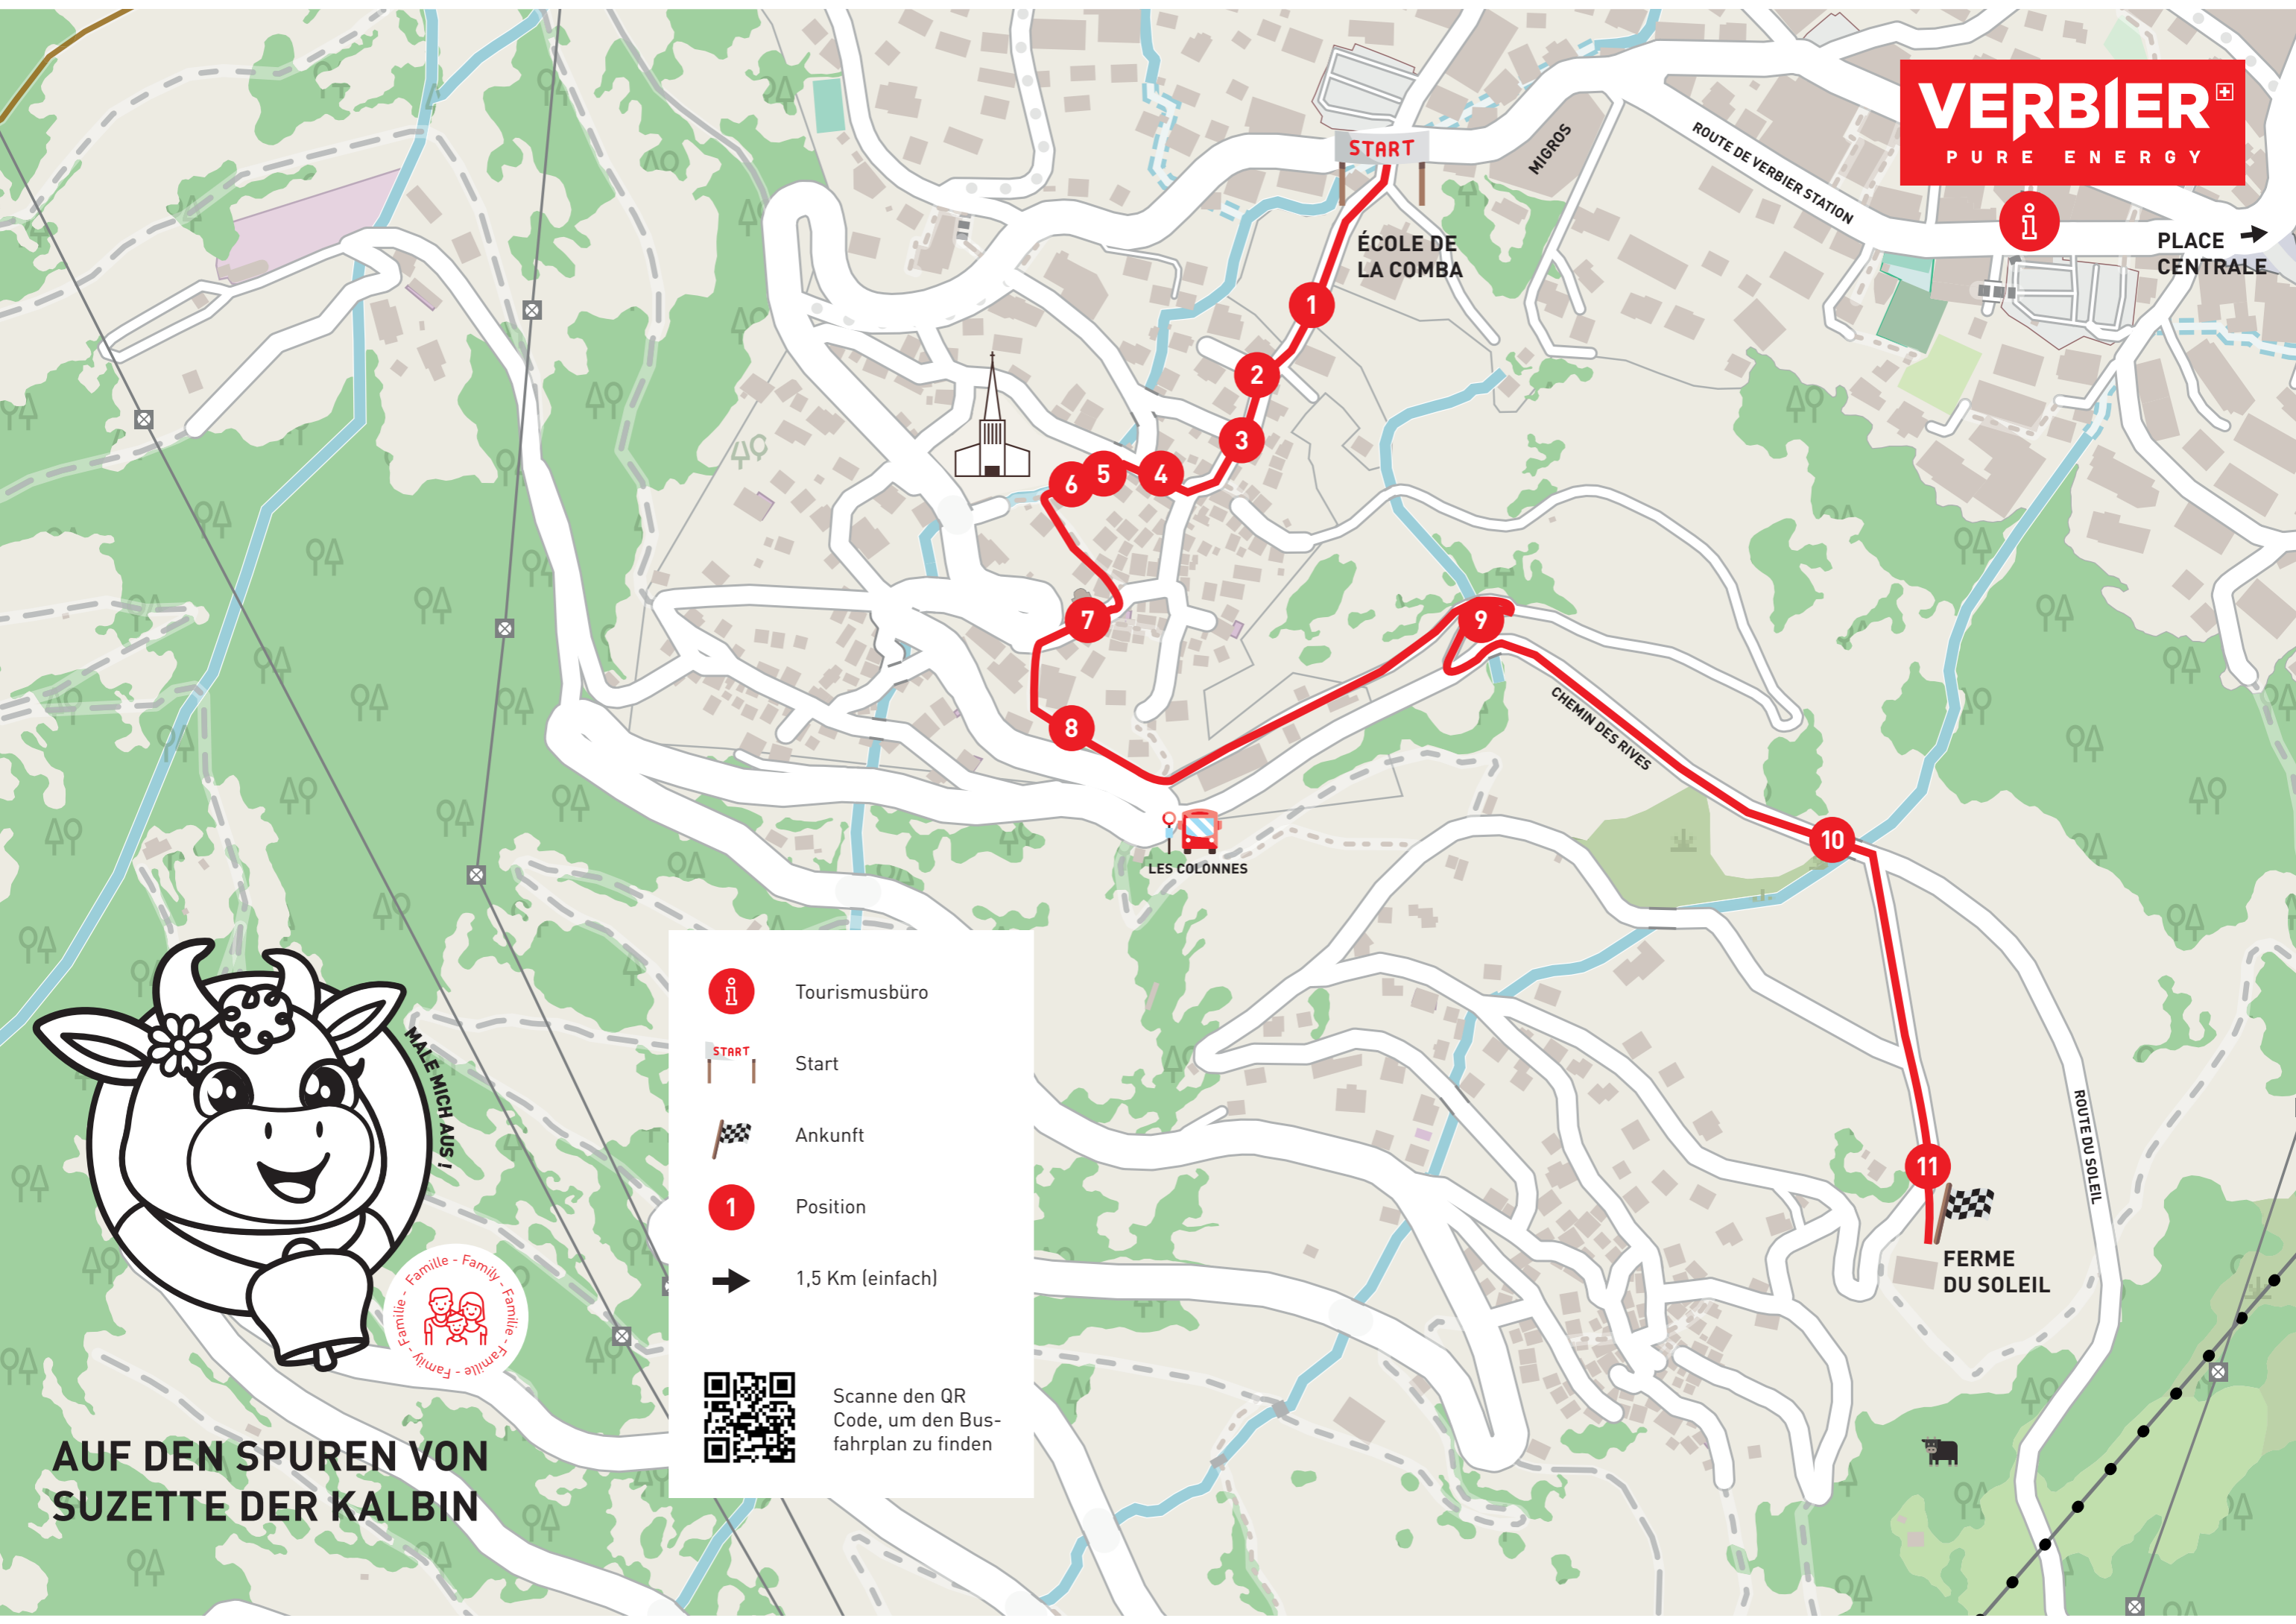 VERBIER
PURE ENERGY
START
MIGROS
ROUTE DE VERBIER STATION
i
PLACE
CENTRALE
ÉCOLE DE
LA COMBA
1
2
3
4
5
6
7
8
9
10
11
CHEMIN DES RIVES
LES COLONNES
ROUTE DU SOLEIL
FERME
DU SOLEIL
MALE MICH AUS !
Famille - Family - Familie - Famille - Family - Familie -
i Tourismusbüro
START Start
Ankunft
1 Position
1,5 Km (einfach)
Scanne den QR
Code, um den Bus-
fahrplan zu finden
AUF DEN SPUREN VON
SUZETTE DER KALBIN